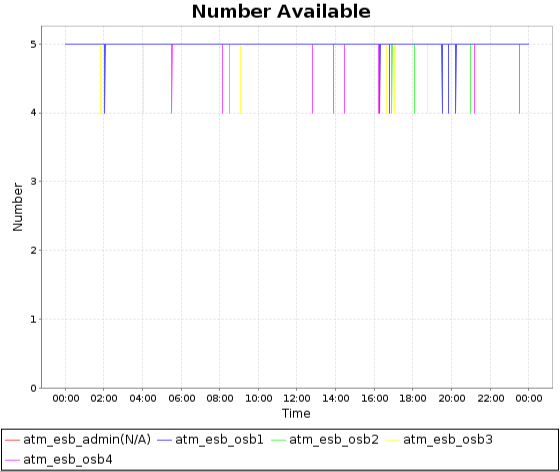 Number Available
5
4
3
2
1
0
Number
00:00 02:00 04:00 06:00 08:00 10:00 12:00 14:00 16:00 18:00 20:00 22:00 00:00
Time
atm_esb_admin(N/A) atm_esb_osb1 atm_esb_osb2 atm_esb_osb3
atm_esb_osb4